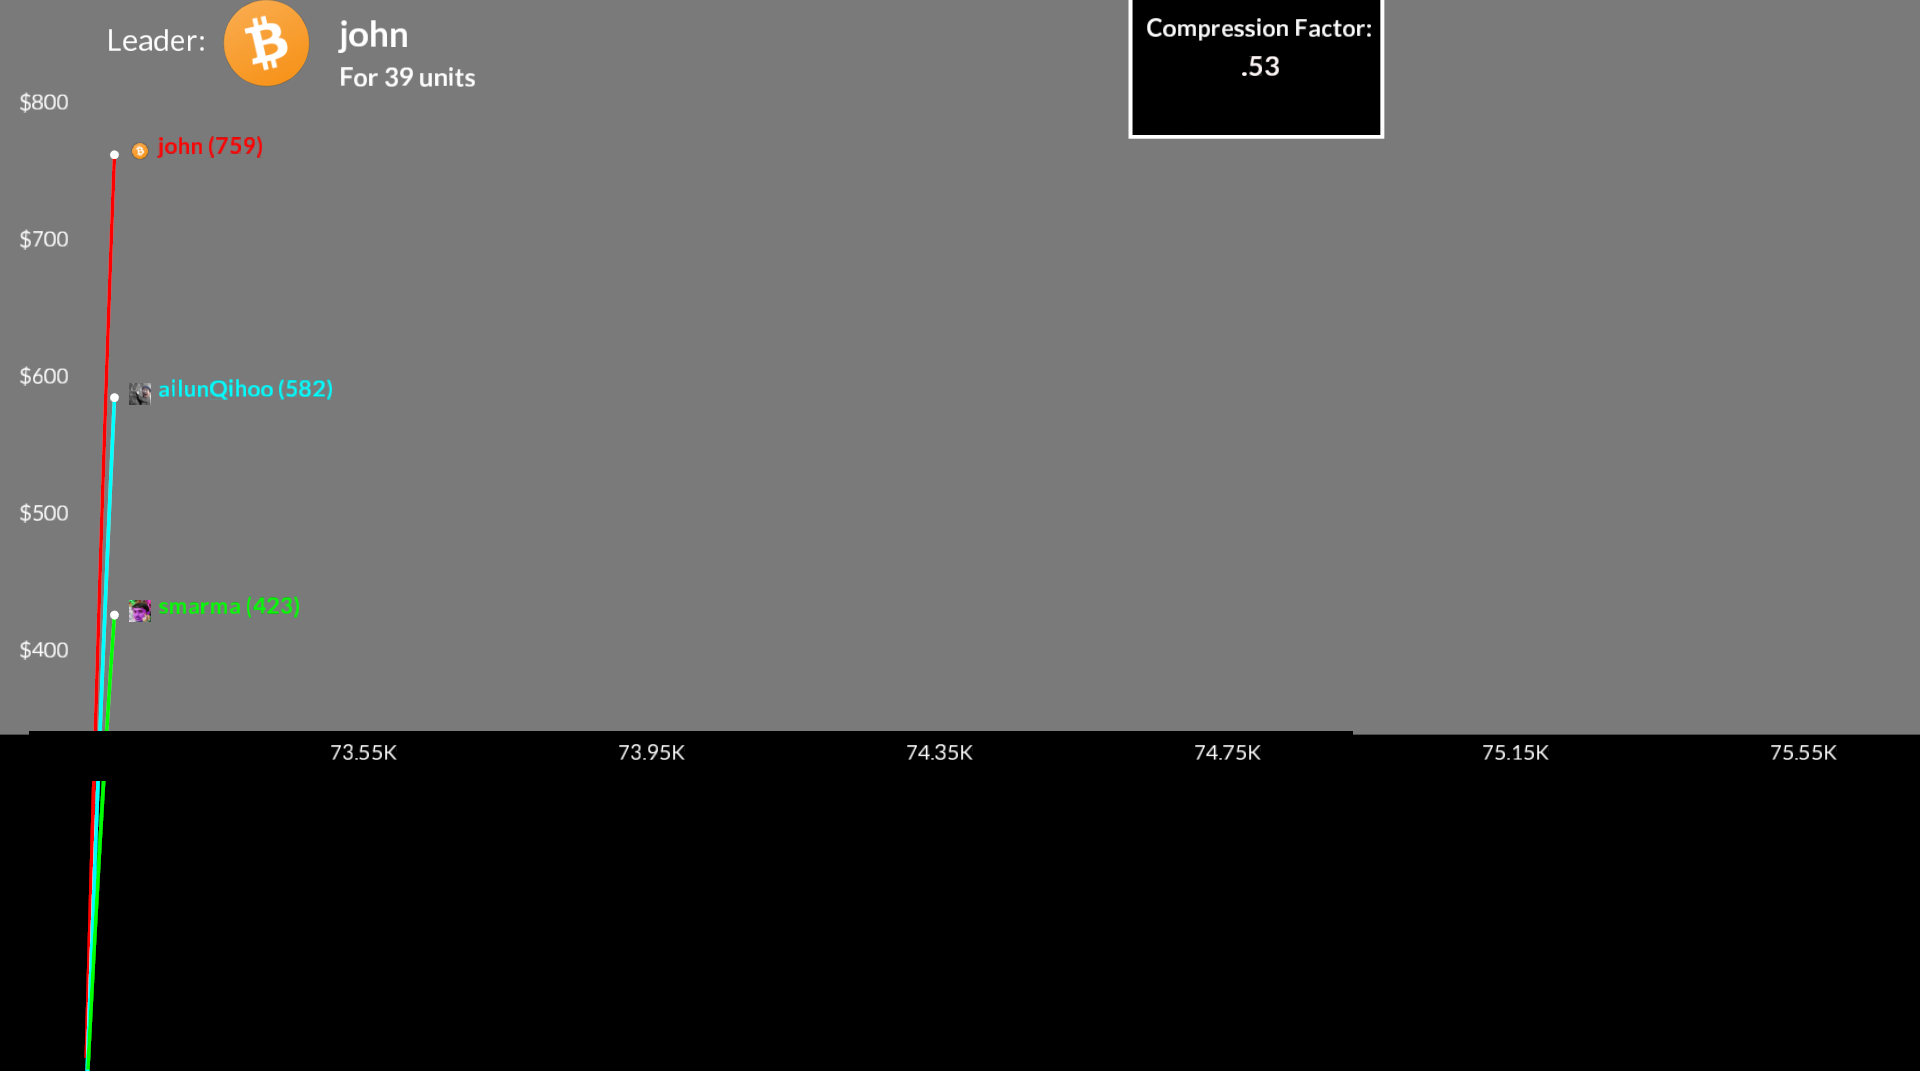 Leader:
john
For 39 units
Compression Factor:
.53
$800
john (759)
$700
$600
ailunQihoo (582)
$500
smarma (423)
$400
73.55K
73.95K
74.35K
74.75K
75.15K
75.55K